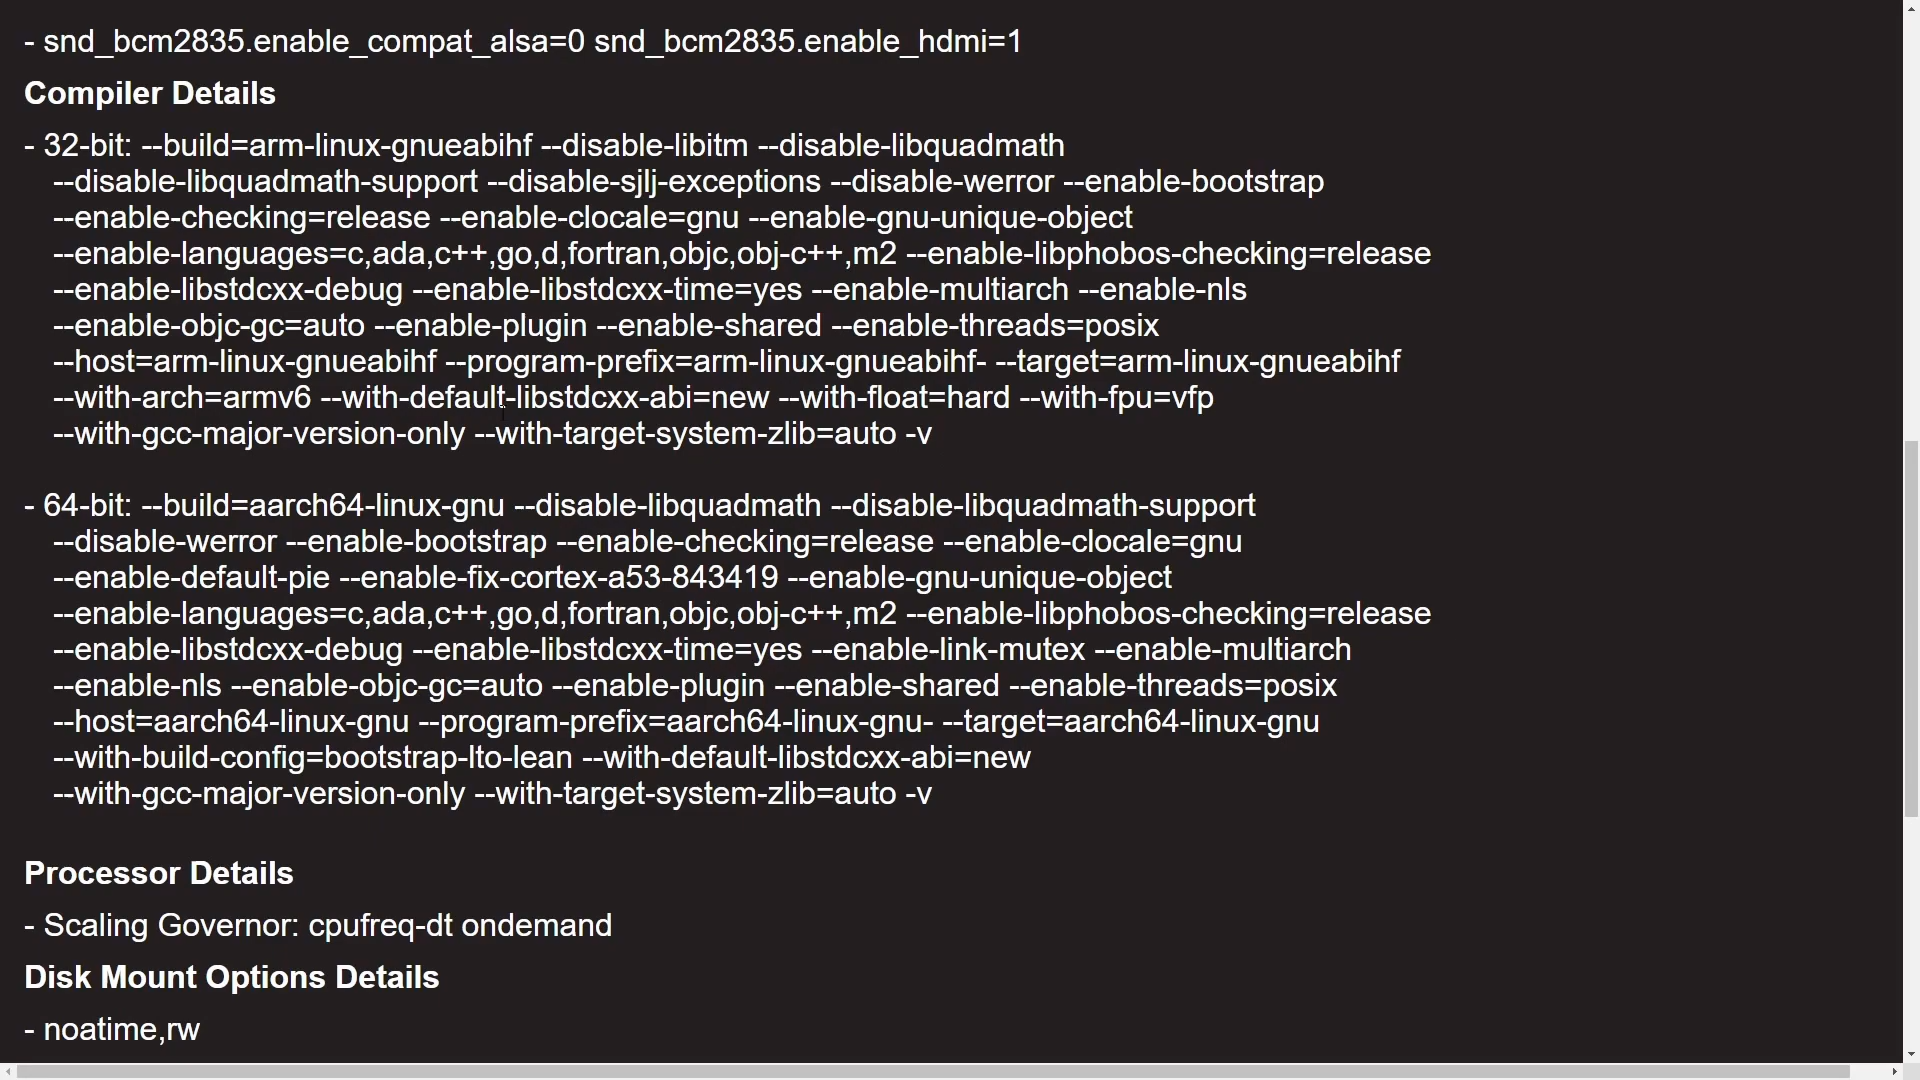 - snd_bcm2835.enable_compat_alsa=0 snd_bcm2835.enable_hdmi=1
Compiler Details
- 32-bit: --build=arm-linux-gnueabihf --disable-libitm --disable-libquadmath
--disable-libquadmath-support --disable-sjlj-exceptions --disable-werror --enable-bootstrap
--enable-checking=release --enable-clocale=gnu --enable-gnu-unique-object
--enable-languages=c,ada,c++,go,d,fortran,objc,obj-c++,m2 --enable-libphobos-checking=release
--enable-libstdcxx-debug --enable-libstdcxx-time=yes --enable-multiarch --enable-nls
--enable-objc-gc=auto --enable-plugin --enable-shared --enable-threads=posix
--host=arm-linux-gnueabihf --program-prefix=arm-linux-gnueabihf- --target=arm-linux-gnueabihf
--with-arch=armv6 --with-default-libstdcxx-abi=new --with-float=hard --with-fpu=vfp
--with-gcc-major-version-only --with-target-system-zlib=auto -v
- 64-bit: --build=aarch64-linux-gnu --disable-libquadmath --disable-libquadmath-support
--disable-werror --enable-bootstrap --enable-checking=release --enable-clocale=gnu
--enable-default-pie --enable-fix-cortex-a53-843419 --enable-gnu-unique-object
--enable-languages=c,ada,c++,go,d,fortran,objc,obj-c++,m2 --enable-libphobos-checking=release
--enable-libstdcxx-debug --enable-libstdcxx-time=yes --enable-link-mutex --enable-multiarch
--enable-nls --enable-objc-gc=auto --enable-plugin --enable-shared --enable-threads=posix
--host=aarch64-linux-gnu --program-prefix=aarch64-linux-gnu- --target=aarch64-linux-gnu
--with-build-config=bootstrap-lto-lean --with-default-libstdcxx-abi=new
--with-gcc-major-version-only --with-target-system-zlib=auto -v
Processor Details
- Scaling Governor: cpufreq-dt ondemand
Disk Mount Options Details
- noatime,rw